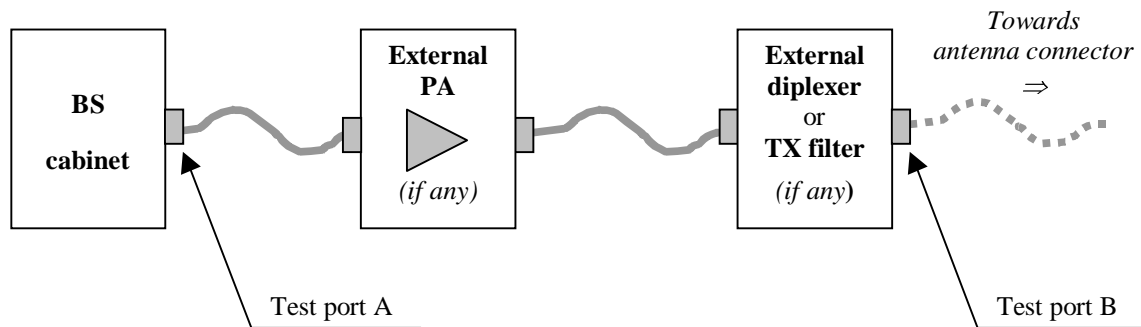 BS
cabinet
External
PA
(if any)
External
diplexer
or
TX filter
(if any)
Towards
antenna connector
⇒
Test port A
Test port B